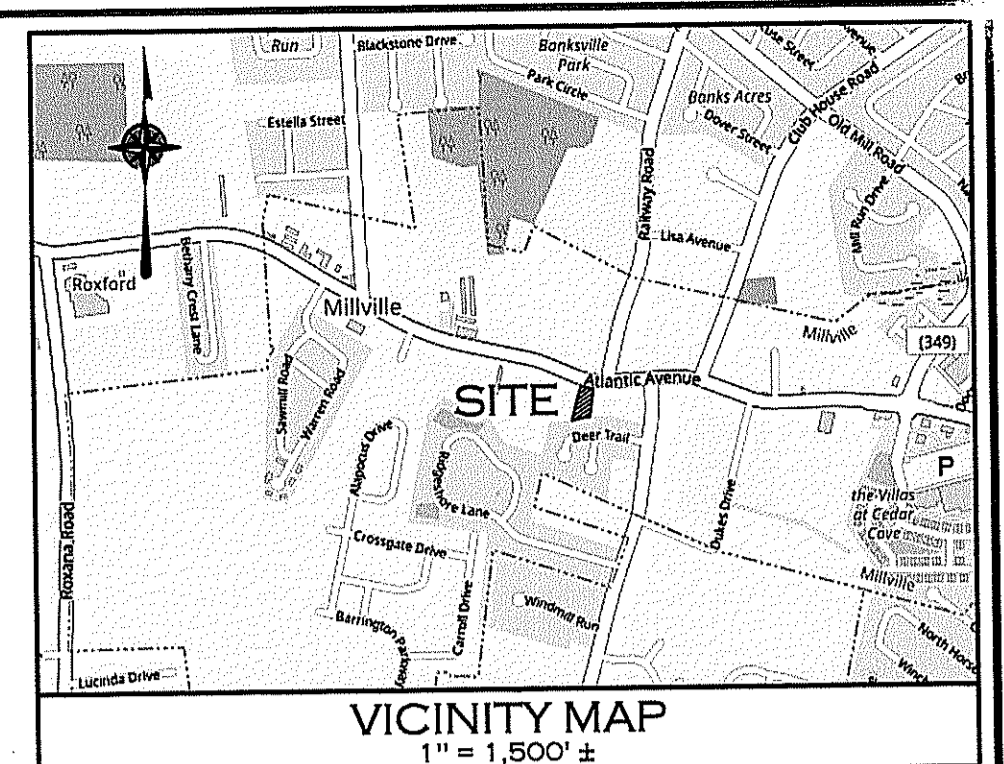 Run
Blackstone Drive
Banksville
Park
Park Circle
Banks Acres
Dover Street
Club House Road
Old Mill Road
Estella Street
Railway Road
Lisa Avenue
Mill Run Drive
Roxford
Bethany Crest Lane
Millville
Millville
(349)
SITE
Atlantic Avenue
Sawmill Road
Warren Road
Alapocus Drive
Deer Trail
Ridgeshore Lane
Dukes Drive
P
the Villas
at Cedar
Cove
Roxana Road
Crossgate Drive
Millville
Barrington Parkway
Carroll Drive
Windmill Run
Lucinda Drive
VICINITY MAP
1" = 1,500' ±